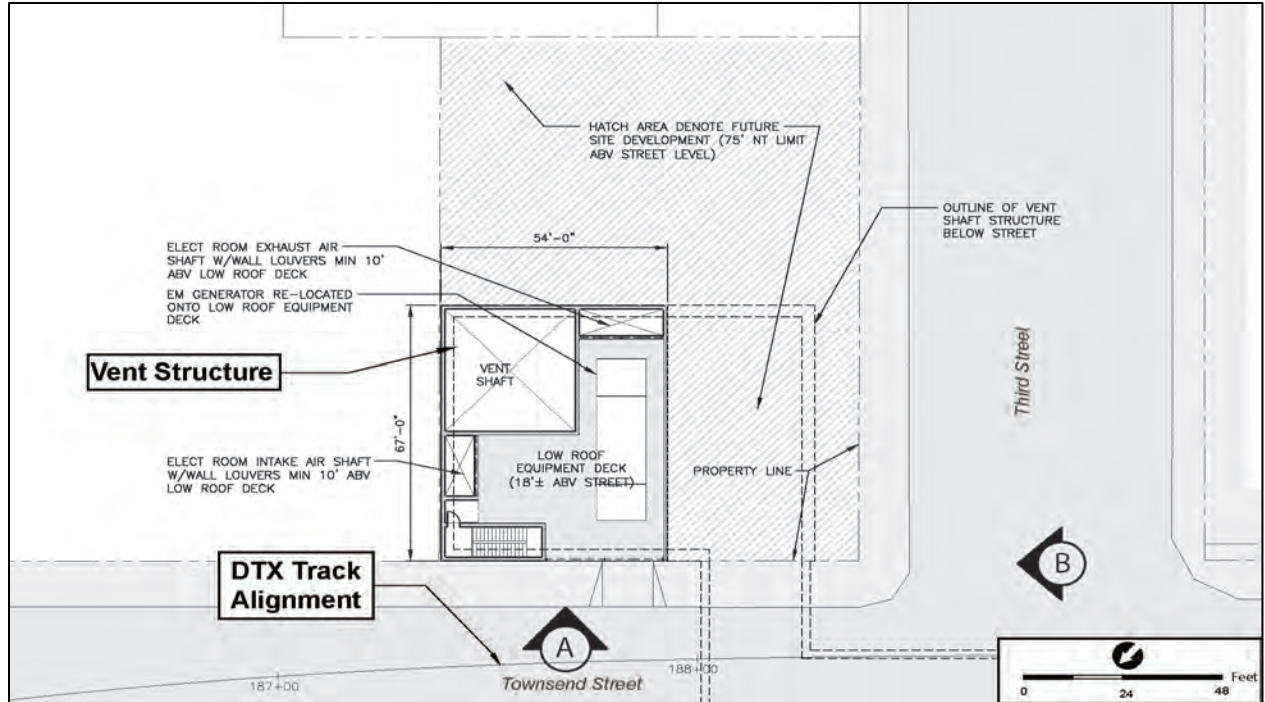 HATCH AREA DENOTE FUTURE
SITE DEVELOPMENT (75' NT LIMIT
ABV STREET LEVEL)
OUTLINE OF VENT
SHAFT STRUCTURE
BELOW STREET
54'-0"
ELECT ROOM EXHAUST AIR
SHAFT W/WALL LOUVERS MIN 10'
ABV LOW ROOF DECK
EM GENERATOR RE-LOCATED
ONTO LOW ROOF EQUIPMENT
DECK
Vent Structure
VENT
SHAFT
67'-0"
Third Street
ELECT ROOM INTAKE AIR SHAFT
W/WALL LOUVERS MIN 10' ABV
LOW ROOF DECK
LOW ROOF
EQUIPMENT DECK
(18'± ABV STREET)
PROPERTY LINE
DTX Track
Alignment
B
A
187+00
Townsend Street
188+00
Feet
0 24 48